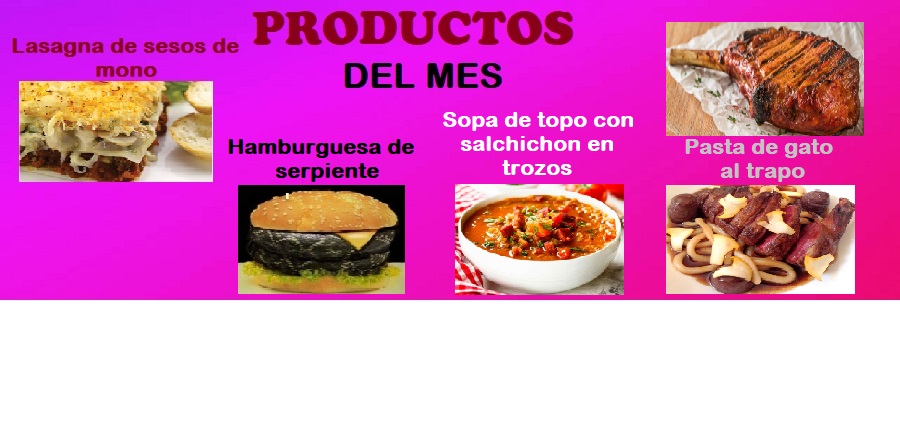 PRODUCTOS
DEL MES
Lasagna de sesos de
mono
Hamburguesa de
serpiente
Sopa de topo con
salchichon en
trozos
Pasta de gato
al trapo